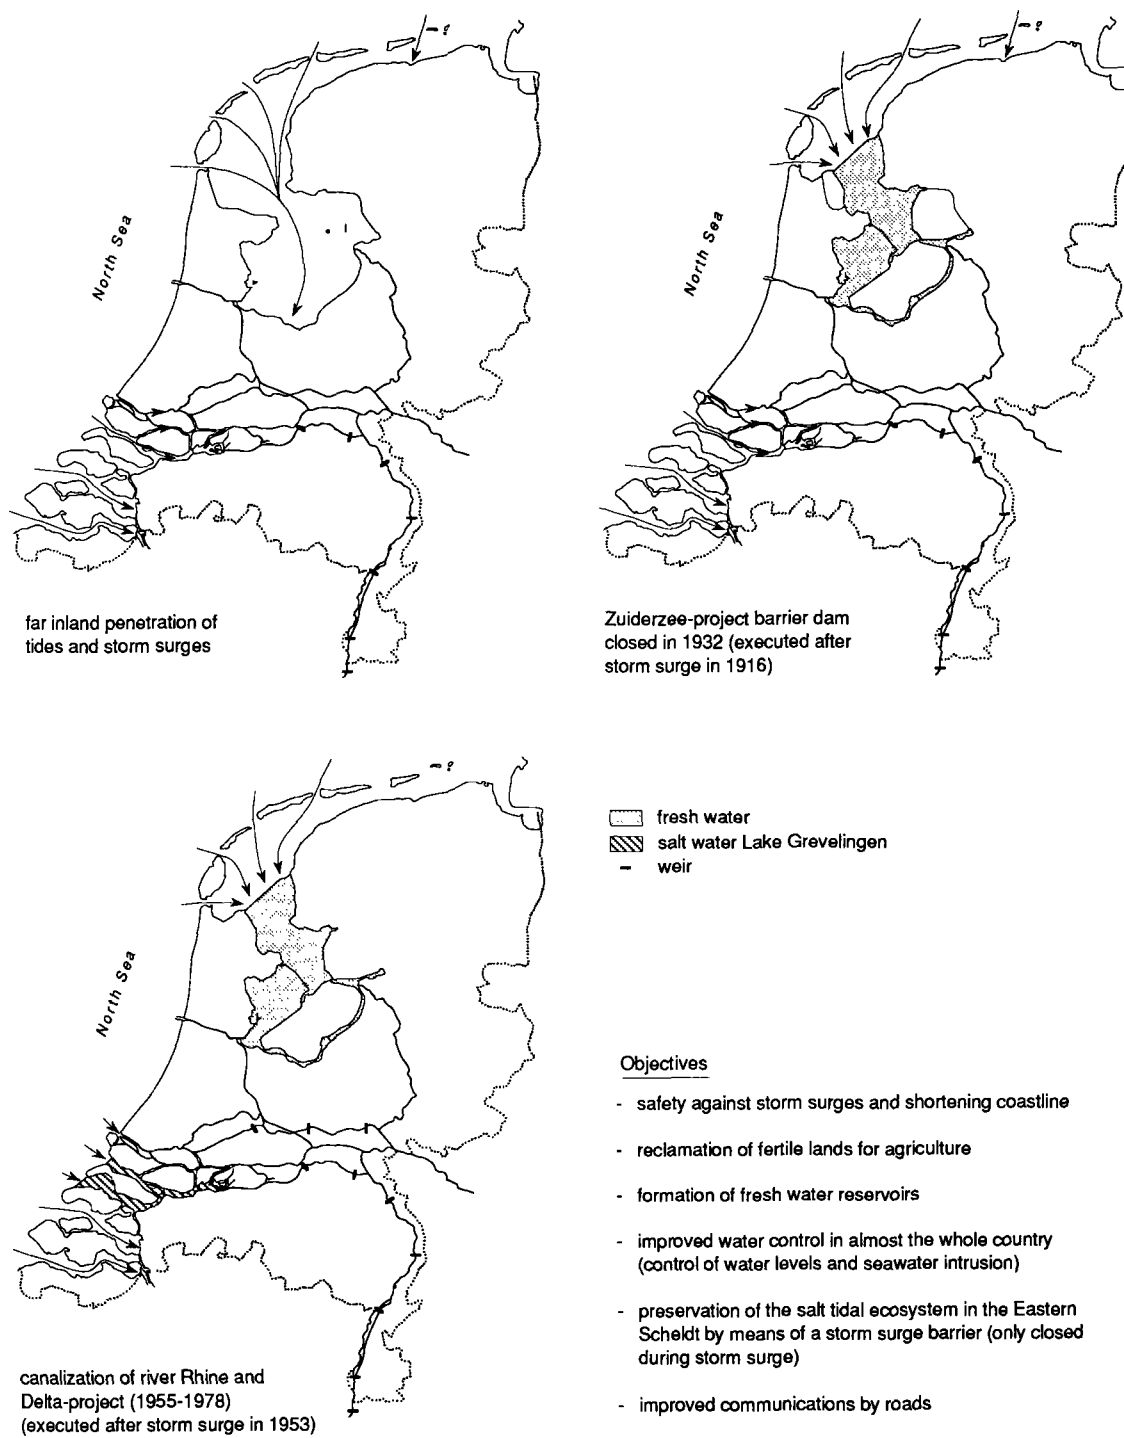 North Sea
far inland penetration of
tides and storm surges
North Sea
Zuiderzee-project barrier dam
closed in 1932 (executed after
storm surge in 1916)
North Sea
canalization of river Rhine and
Delta-project (1955-1978)
(executed after storm surge in 1953)
fresh water
salt water Lake Grevelingen
weir
Objectives
- safety against storm surges and shortening coastline
- reclamation of fertile lands for agriculture
- formation of fresh water reservoirs
- improved water control in almost the whole country
(control of water levels and seawater intrusion)
- preservation of the salt tidal ecosystem in the Eastern
Scheldt by means of a storm surge barrier (only closed
during storm surge)
- improved communications by roads